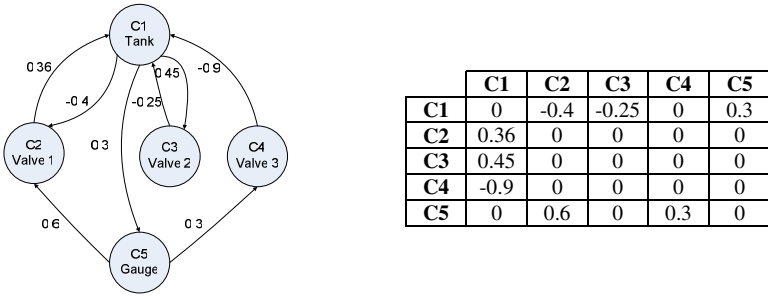 C1
Tank
0.36
-0.4
0.45
-0.25
-0.9
C2
Valve 1
0.3
C3
Valve 2
C4
Valve 3
0.6
0.3
C5
Gauge
C1 C2 C3 C4 C5
C1 0 -0.4 -0.25 0 0.3
C2 0.36 0 0 0 0
C3 0.45 0 0 0 0
C4 -0.9 0 0 0 0
C5 0 0.6 0 0.3 0